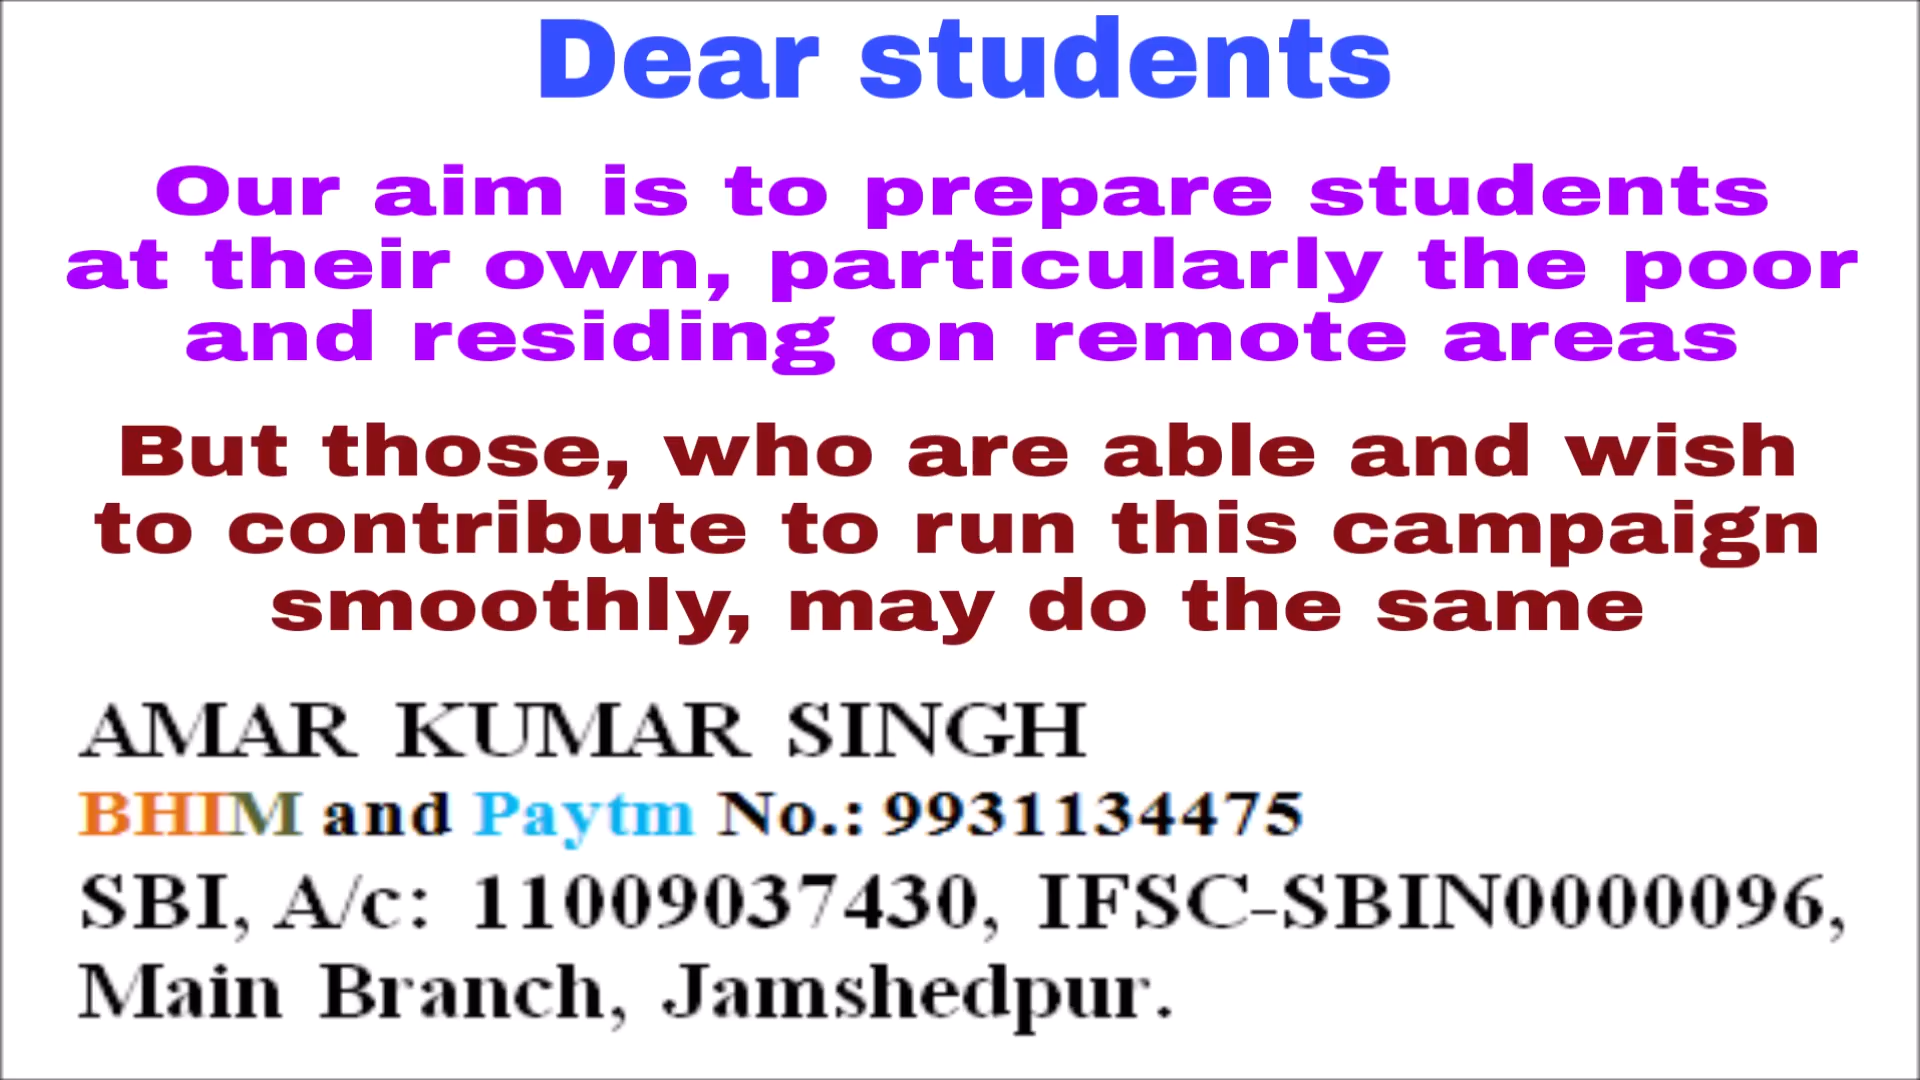 Dear students
Our aim is to prepare students
at their own, particularly the poor
and residing on remote areas
But those, who are able and wish
to contribute to run this campaign
smoothly, may do the same
AMAR KUMAR SINGH
BHIM and Paytm No.: 9931134475
SBI, A/c: 11009037430, IFSC-SBIN0000096,
Main Branch, Jamshedpur.